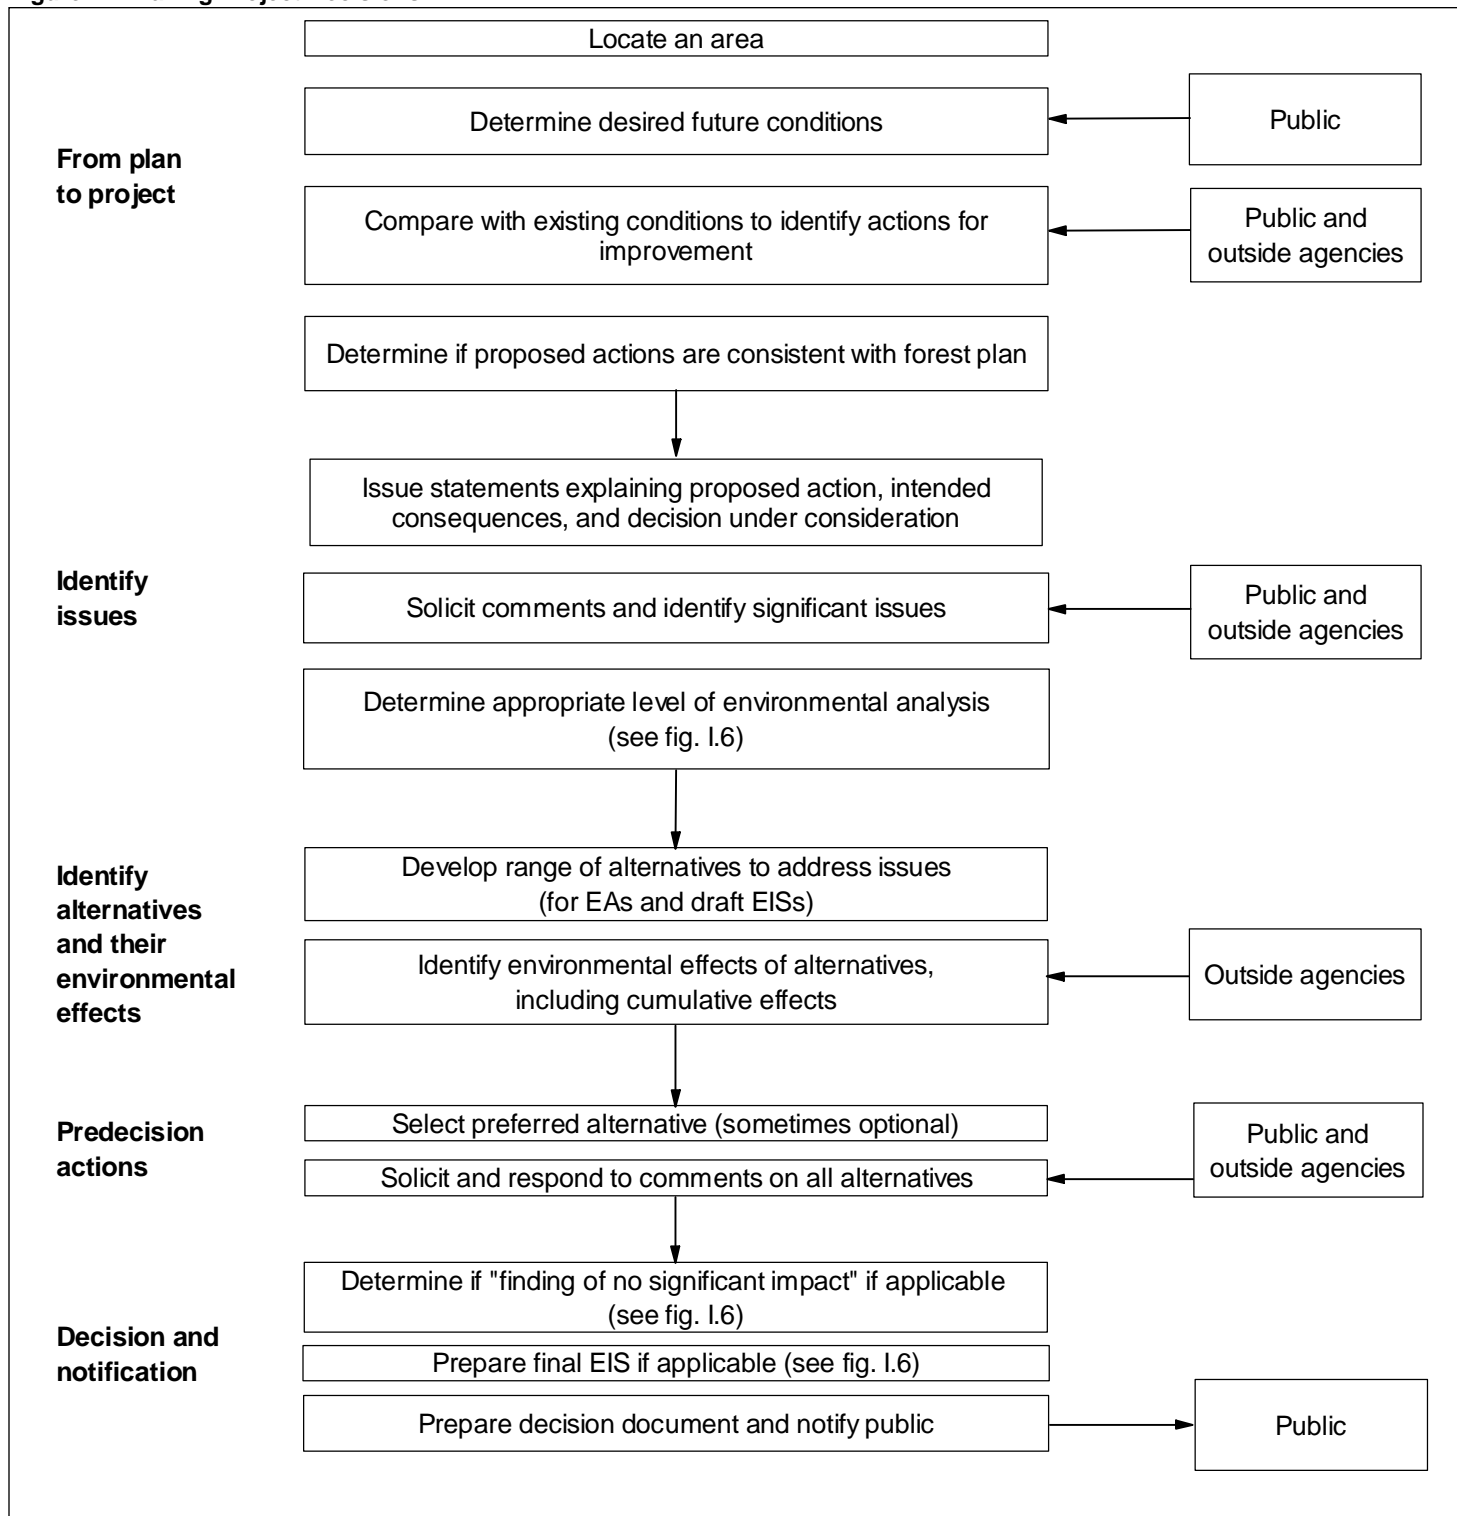 Locate an area
Determine desired future conditions
Public
From plan
to project
Compare with existing conditions to identify actions for
improvement
Public and
outside agencies
Determine if proposed actions are consistent with forest plan
Issue statements explaining proposed action, intended
consequences, and decision under consideration
Identify
issues
Solicit comments and identify significant issues
Public and
outside agencies
Determine appropriate level of environmental analysis
(see fig. I.6)
Identify
alternatives
and their
environmental
effects
Develop range of alternatives to address issues
(for EAs and draft EISs)
Identify environmental effects of alternatives,
including cumulative effects
Outside agencies
Predecision
actions
Select preferred alternative (sometimes optional)
Solicit and respond to comments on all alternatives
Public and
outside agencies
Decision and
notification
Determine if "finding of no significant impact" if applicable
(see fig. I.6)
Prepare final EIS if applicable (see fig. I.6)
Prepare decision document and notify public
Public